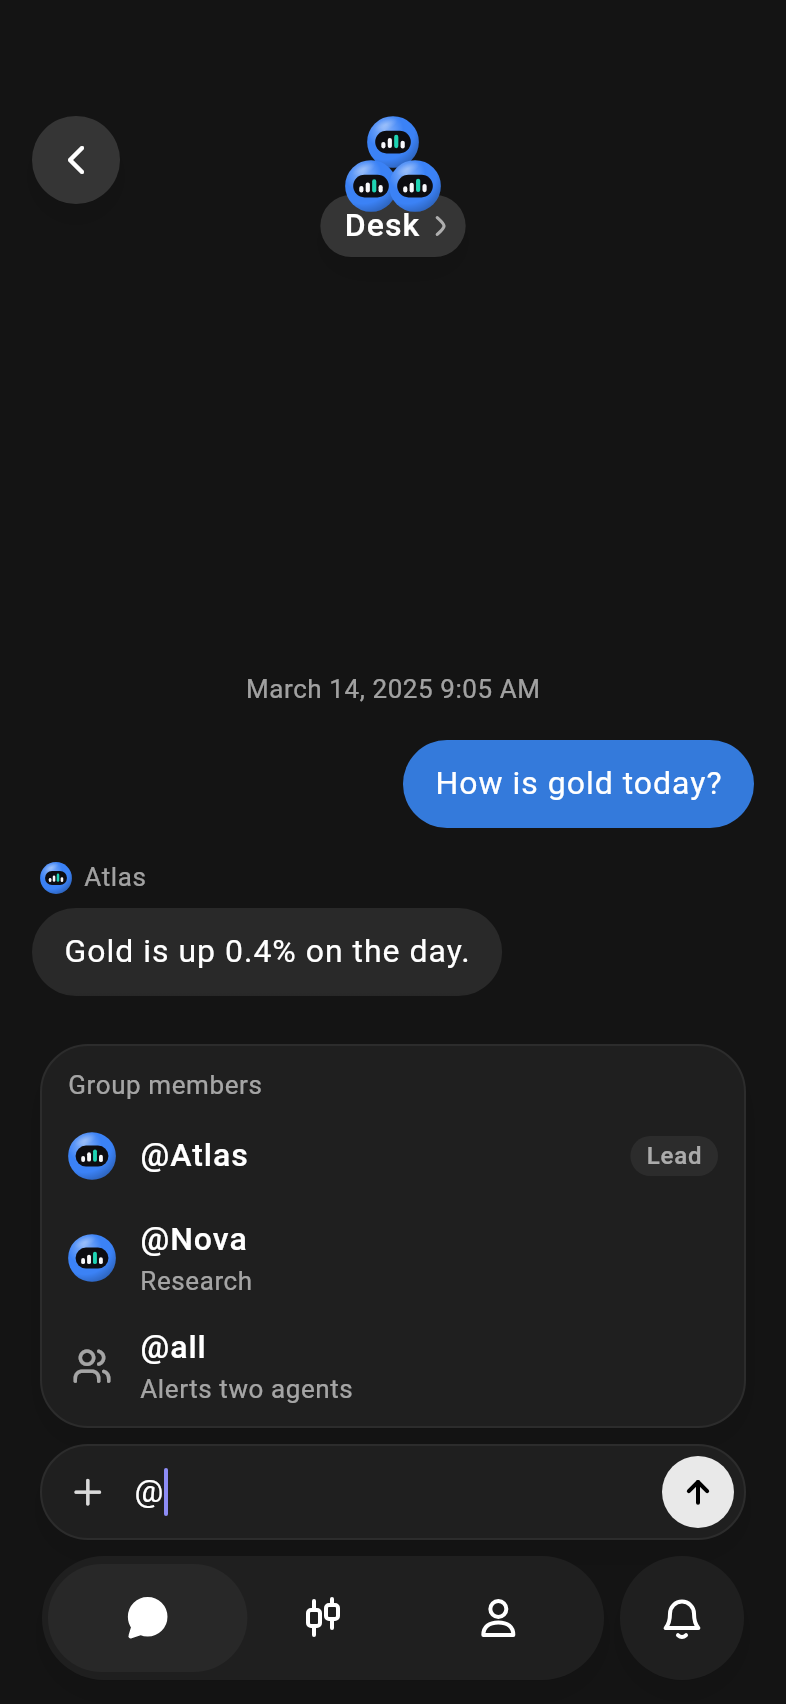 Desk
March 14, 2025 9:05 AM
How is gold today?
Atlas
Gold is up 0.4% on the day.
Group members
@Atlas
Lead
@Nova
Research
@all
Alerts two agents
@